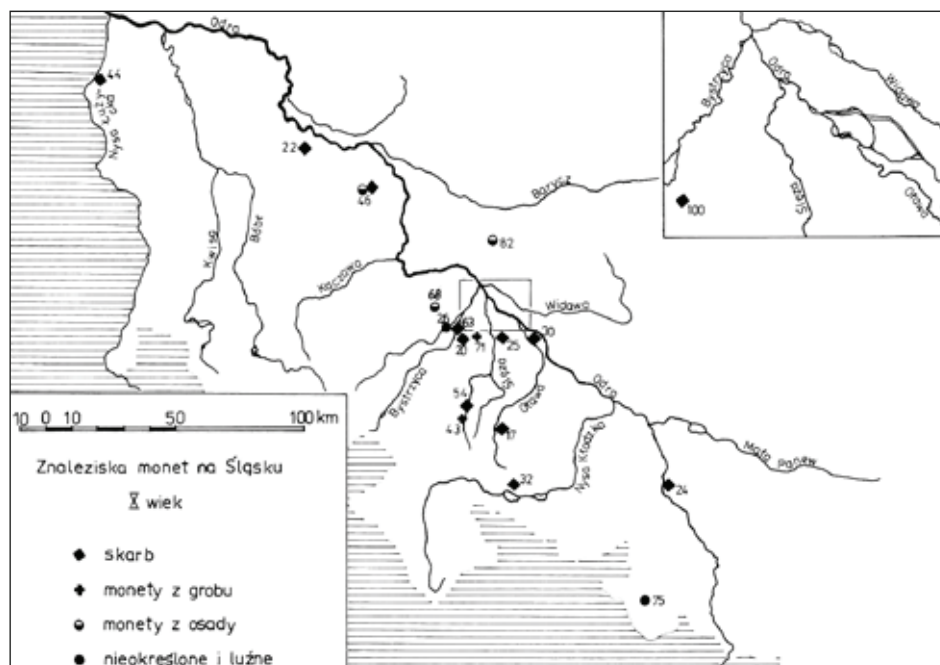 Odra
44
Nysa Łużycka
22
46
Barycz
82
Kwisa
Bóbr
Kaczawa
68
63
20
71
25
30
Widawa
Bystrzyca
Ślęza
Oława
Odra
54
43
17
Nysa Kłodzka
32
Mała Panew
24
75
Bystrzyca
Odra
Widawa
Ślęza
Oława
100
10 0 10 50 100 km
Znaleziska monet na Śląsku
X wiek
skarb
monety z grobu
monety z osady
nieokreślone i luźne